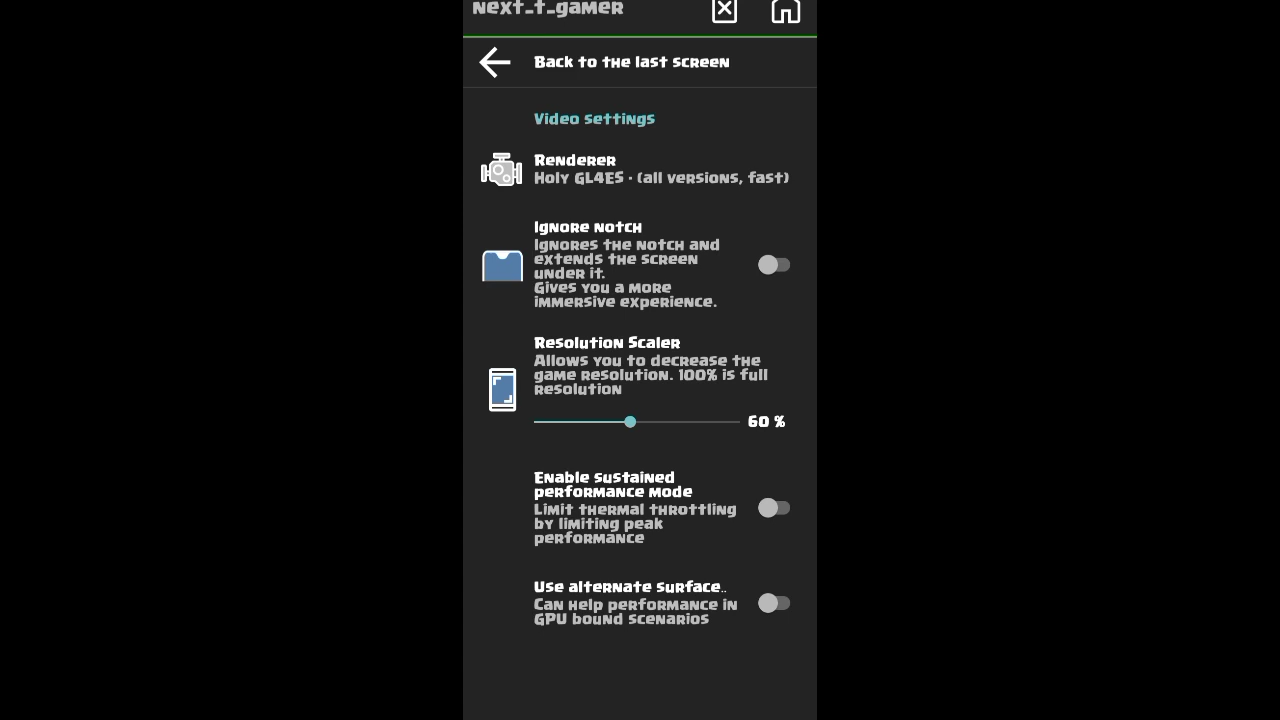 Next_t_gamer
Back to the last screen
Video settings
Renderer
Holy GL4ES - (all versions, fast)
Ignore notch
Ignores the notch and
extends the screen
under it.
Gives you a more
immersive experience.
Resolution Scaler
Allows you to decrease the
game resolution. 100% is full
resolution
60 %
Enable sustained
performance mode
Limit thermal throttling
by limiting peak
performance
Use alternate surface..
Can help performance in
GPU bound scenarios